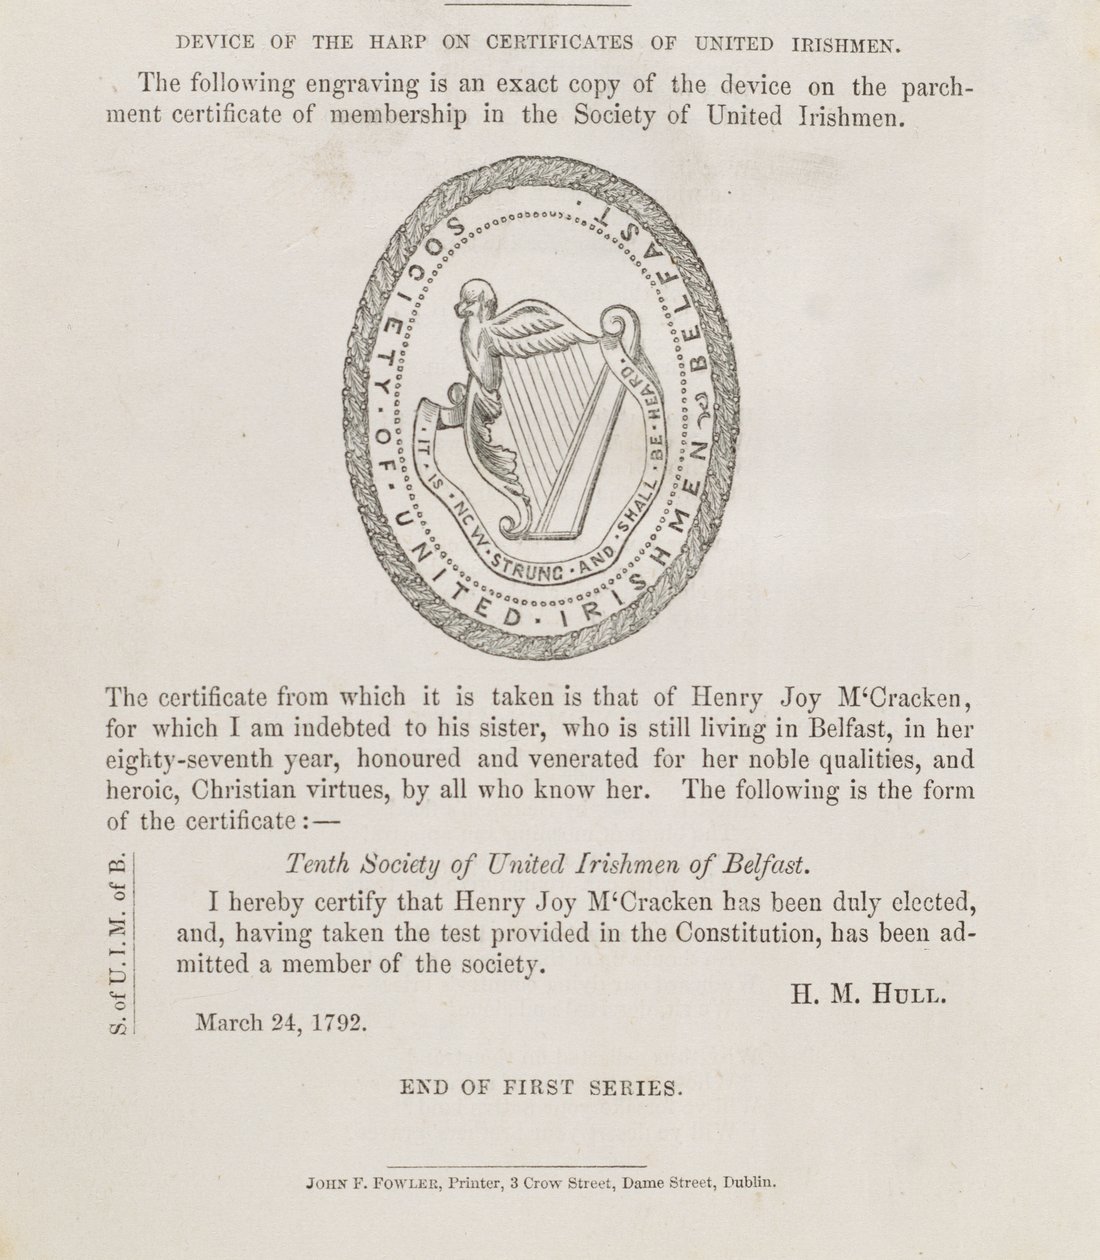 DEVICE OF THE HARP ON CERTIFICATES OF UNITED IRISHMEN.
The following engraving is an exact copy of the device on the parch-
ment certificate of membership in the Society of United Irishmen.
SOCIETY · OF · UNITED · IRISHMEN BELFAST ·
· IT · IS · NOW · STRUNG · AND · SHALL · BE · HEARD ·
The certificate from which it is taken is that of Henry Joy M‘Cracken,
for which I am indebted to his sister, who is still living in Belfast, in her
eighty-seventh year, honoured and venerated for her noble qualities, and
heroic, Christian virtues, by all who know her. The following is the form
of the certificate :—
S. of U. I. M. of B.
Tenth Society of United Irishmen of Belfast.
I hereby certify that Henry Joy M‘Cracken has been duly elected,
and, having taken the test provided in the Constitution, has been ad-
mitted a member of the society.
H. M. Hull.
March 24, 1792.
END OF FIRST SERIES.
John F. Fowler, Printer, 3 Crow Street, Dame Street, Dublin.